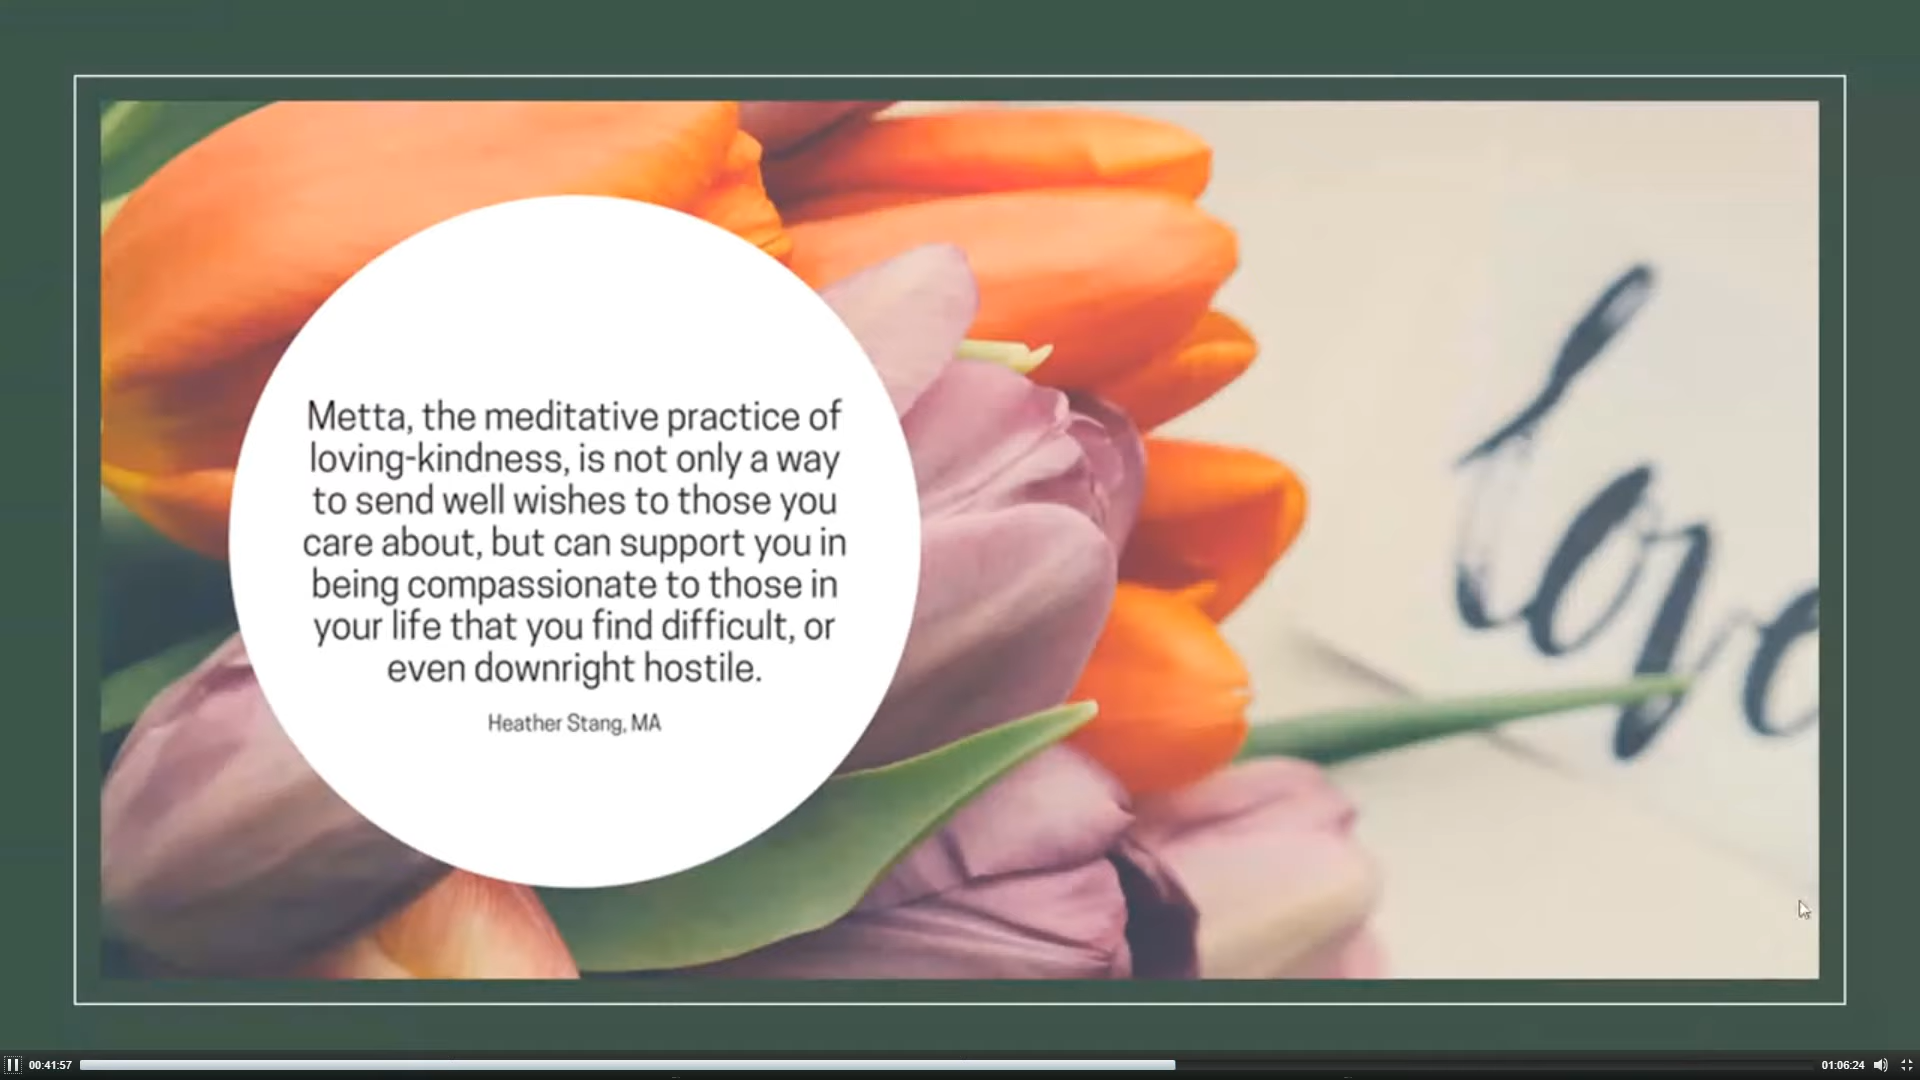 Metta, the meditative practice of
loving-kindness, is not only a way
to send well wishes to those you
care about, but can support you in
being compassionate to those in
your life that you find difficult, or
even downright hostile.
Heather Stang, MA
love
00:41:57
01:06:24